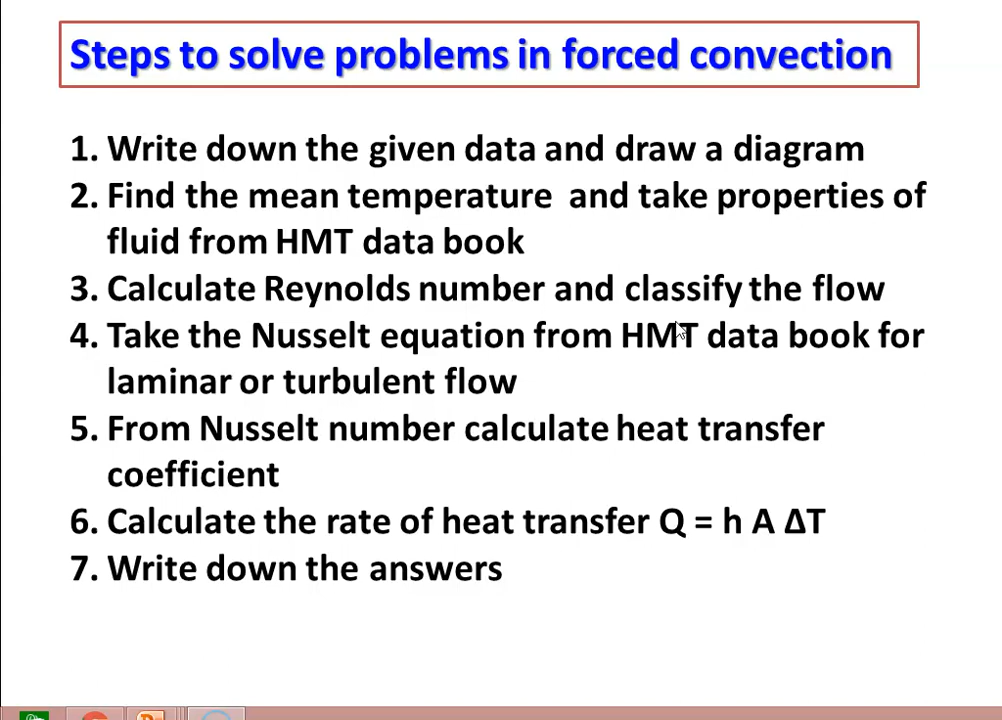 Steps to solve problems in forced convection
1. Write down the given data and draw a diagram
2. Find the mean temperature and take properties of
fluid from HMT data book
3. Calculate Reynolds number and classify the flow
4. Take the Nusselt equation from HMT data book for
laminar or turbulent flow
5. From Nusselt number calculate heat transfer
coefficient
6. Calculate the rate of heat transfer Q = h A ΔT
7. Write down the answers